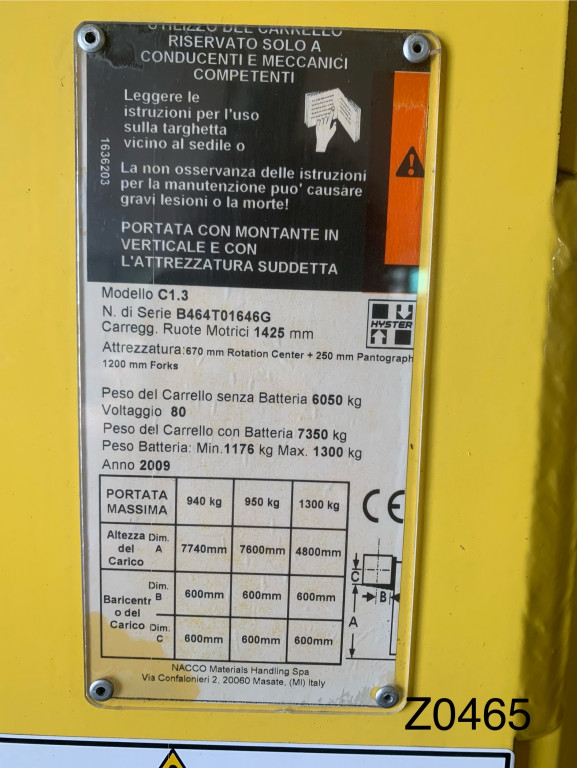 UTILIZZO DEL CARRELLO
RISERVATO SOLO A
CONDUCENTI E MECCANICI
COMPETENTI
Leggere le
istruzioni per l'uso
sulla targhetta
vicino al sedile o
1636203
La non osservanza delle istruzioni
per la manutenzione puo' causare
gravi lesioni o la morte!
PORTATA CON MONTANTE IN
VERTICALE E CON
L'ATTREZZATURA SUDDETTA
Modello C1.3
N. di Serie B464T01646G
Carregg. Ruote Motrici 1425 mm
HYSTER
Attrezzatura:670 mm Rotation Center + 250 mm Pantograph
1200 mm Forks
Peso del Carrello senza Batteria 6050 kg
Voltaggio 80
Peso del Carrello con Batteria 7350 kg
Peso Batteria: Min.1176 kg Max. 1300 kg
Anno 2009
PORTATA MASSIMA 940 kg 950 kg 1300 kg
Altezza del Carico Dim. A 7740mm 7600mm 4800mm
Baricentro del Carico Dim. B 600mm 600mm 600mm
Dim. C 600mm 600mm 600mm
CE
C
B
A
NACCO Materials Handling Spa
Via Confalonieri 2, 20060 Masate, (MI) Italy
Z0465